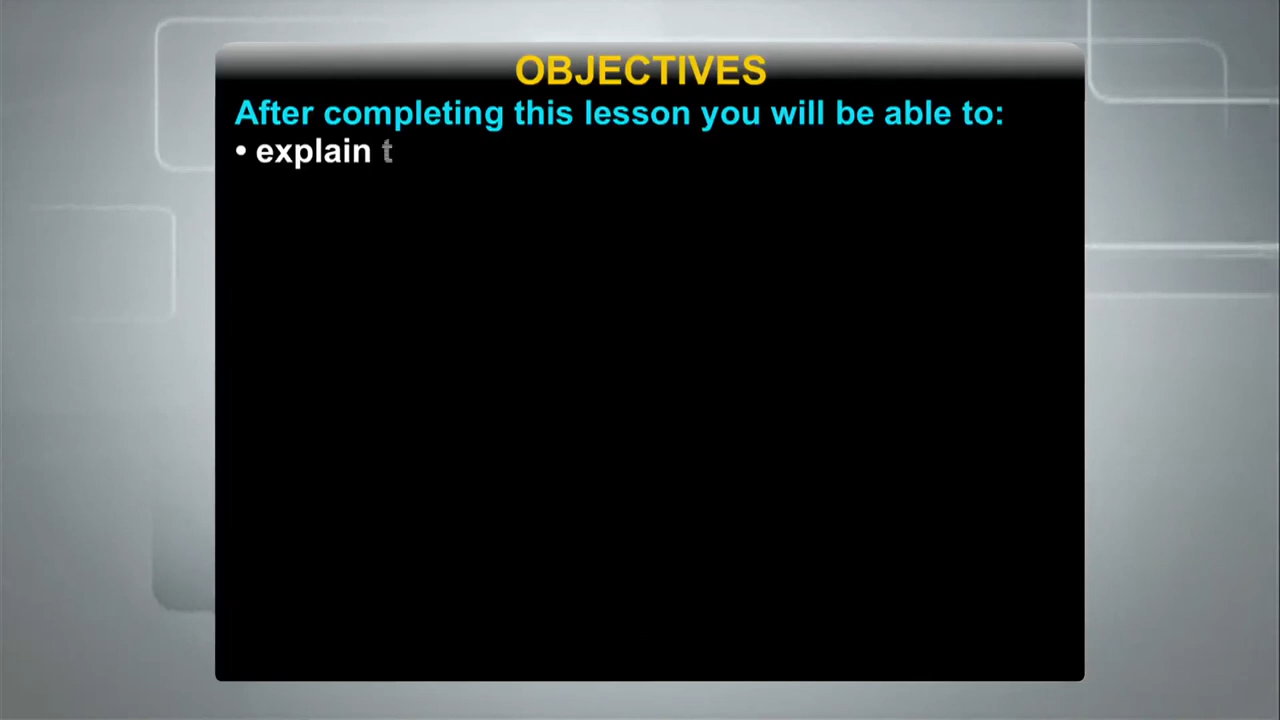 OBJECTIVES
After completing this lesson you will be able to:
• explain t